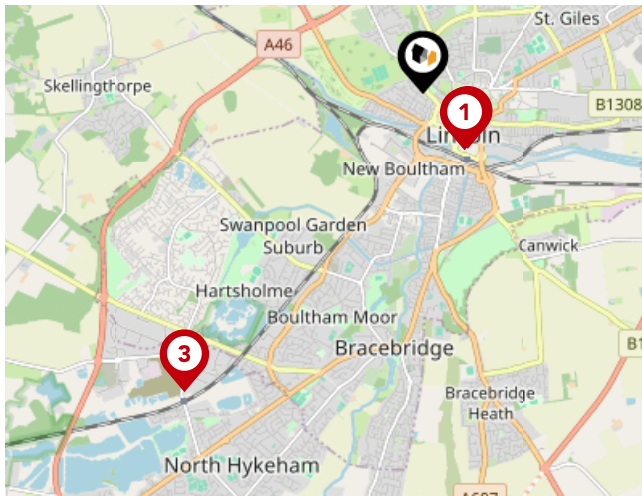 St. Giles
A46
Skellingthorpe
B1308
1
Lincoln
New Boultham
Swanpool Garden
Suburb
Canwick
Hartsholme
Boultham Moor
B1
3
Bracebridge
Bracebridge
Heath
North Hykeham
A607